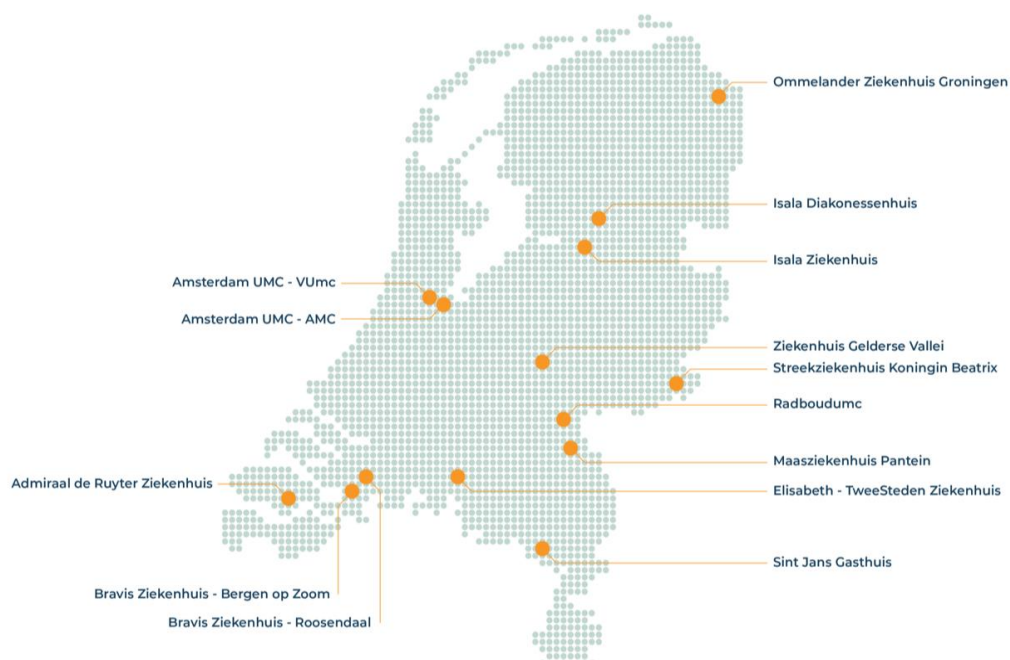 Ommelander Ziekenhuis Groningen
Isala Diakonessenhuis
Isala Ziekenhuis
Amsterdam UMC - VUmc
Amsterdam UMC - AMC
Ziekenhuis Gelderse Vallei
Streekziekenhuis Koningin Beatrix
Radboudumc
Maasziekenhuis Pantein
Admiraal de Ruyter Ziekenhuis
Elisabeth - TweeSteden Ziekenhuis
Sint Jans Gasthuis
Bravis Ziekenhuis - Bergen op Zoom
Bravis Ziekenhuis - Roosendaal